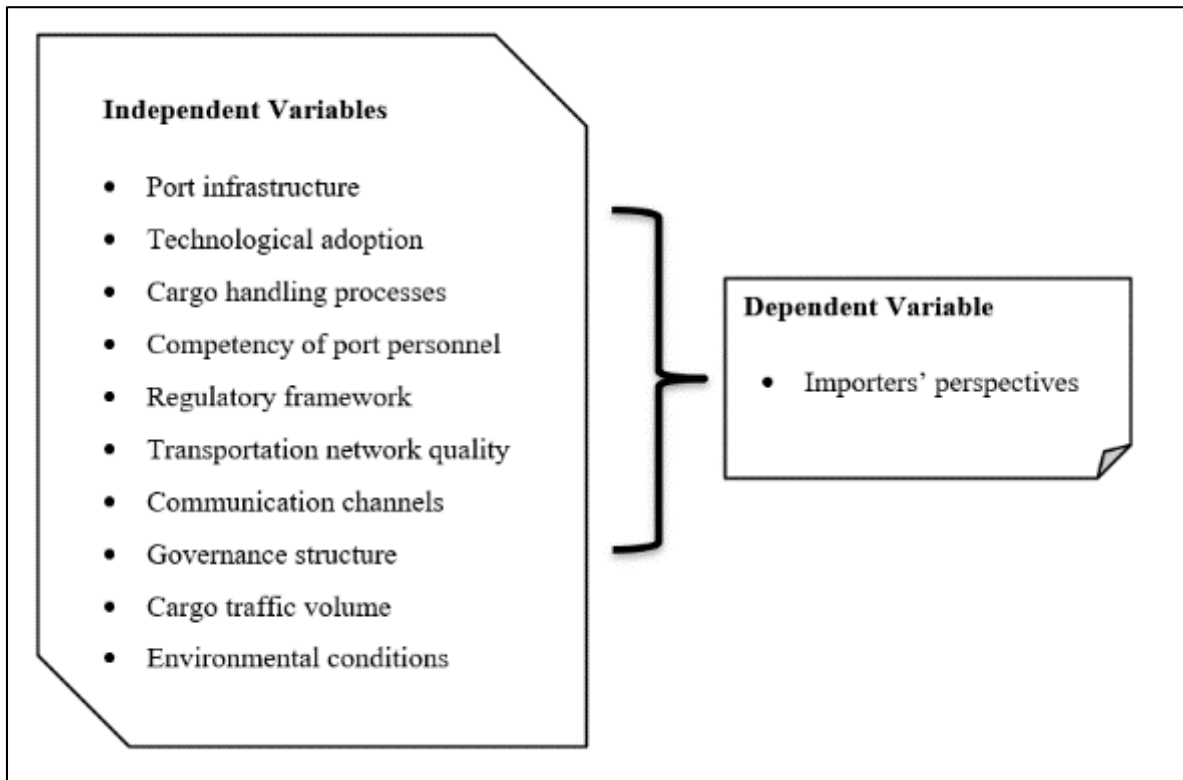 Independent Variables
• Port infrastructure
• Technological adoption
• Cargo handling processes
• Competency of port personnel
• Regulatory framework
• Transportation network quality
• Communication channels
• Governance structure
• Cargo traffic volume
• Environmental conditions
Dependent Variable
• Importers’ perspectives